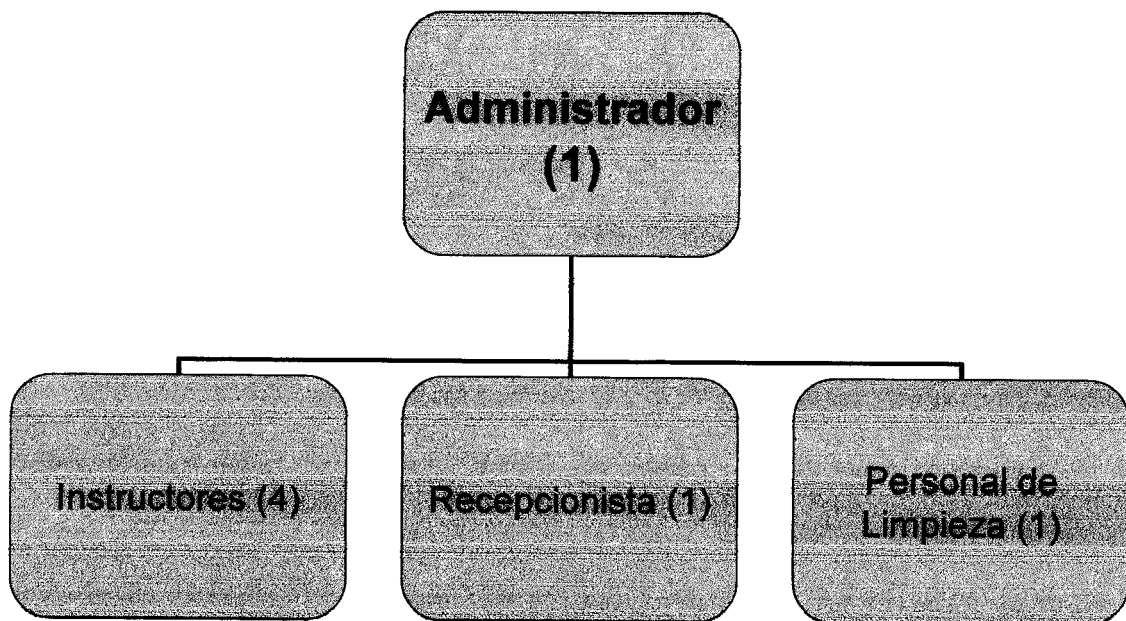 Administrador
(1)
Instructores (4)
Recepcionista (1)
Personal de
Limpieza (1)